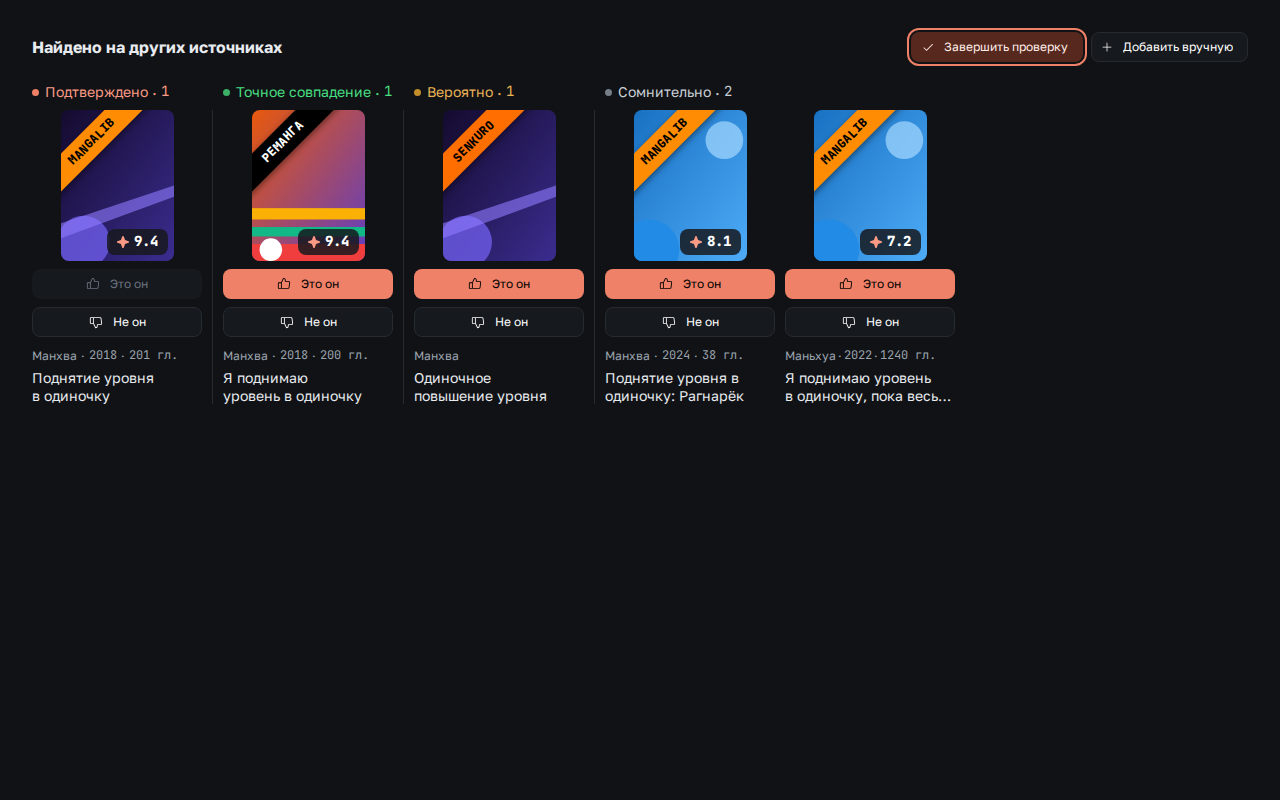 Найдено на других источниках
Завершить проверку
Добавить вручную
Подтверждено · 1
Точное совпадение · 1
Вероятно · 1
Сомнительно · 2
MANGALIB
9.4
РЕМАНГА
9.4
SENKURO
MANGALIB
8.1
MANGALIB
7.2
Это он
Это он
Это он
Это он
Это он
Не он
Не он
Не он
Не он
Не он
Манхва · 2018 · 201 гл.
Манхва · 2018 · 200 гл.
Манхва
Манхва · 2024 · 38 гл.
Маньхуа · 2022 · 1240 гл.
Поднятие уровня
в одиночку
Я поднимаю
уровень в одиночку
Одиночное
повышение уровня
Поднятие уровня в
одиночку: Рагнарёк
Я поднимаю уровень
в одиночку, пока весь...